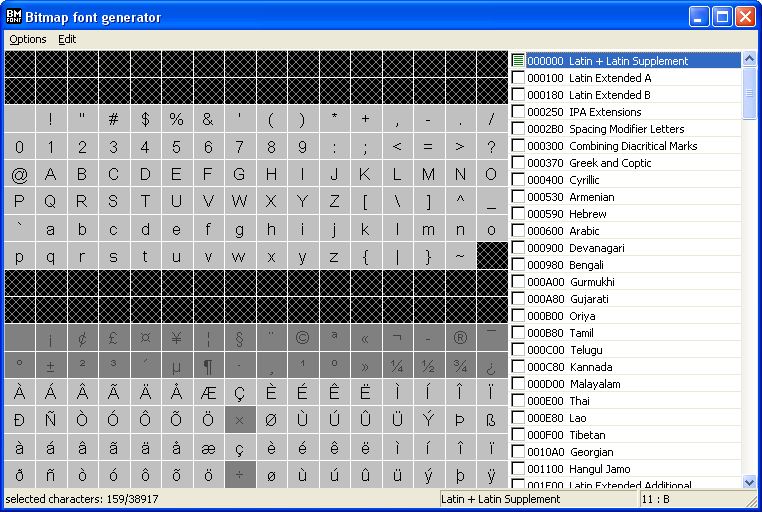 BM FONT Bitmap font generator
Options Edit
! " # $ % & ' ( ) * + , - . /
0 1 2 3 4 5 6 7 8 9 : ; < = > ?
@ A B C D E F G H I J K L M N O
P Q R S T U V W X Y Z [ \ ] ^ _
` a b c d e f g h i j k l m n o
p q r s t u v w x y z { | } ~
¡ ¢ £ ¤ ¥ ¦ § ¨ © ª « ¬ - ® ¯
° ± ² ³ ´ µ ¶ · ¸ ¹ º » ¼ ½ ¾ ¿
À Á Â Ã Ä Å Æ Ç È É Ê Ë Ì Í Î Ï
Ð Ñ Ò Ó Ô Õ Ö × Ø Ù Ú Û Ü Ý Þ ß
à á â ã ä å æ ç è é ê ë ì í î ï
ð ñ ò ó ô õ ö ÷ ø ù ú û ü ý þ ÿ
000000 Latin + Latin Supplement
000100 Latin Extended A
000180 Latin Extended B
000250 IPA Extensions
0002B0 Spacing Modifier Letters
000300 Combining Diacritical Marks
000370 Greek and Coptic
000400 Cyrillic
000530 Armenian
000590 Hebrew
000600 Arabic
000900 Devanagari
000980 Bengali
000A00 Gurmukhi
000A80 Gujarati
000B00 Oriya
000B80 Tamil
000C00 Telugu
000C80 Kannada
000D00 Malayalam
000E00 Thai
000E80 Lao
000F00 Tibetan
0010A0 Georgian
001100 Hangul Jamo
001E00 Latin Extended Additional
selected characters: 159/38917
Latin + Latin Supplement
11 : B